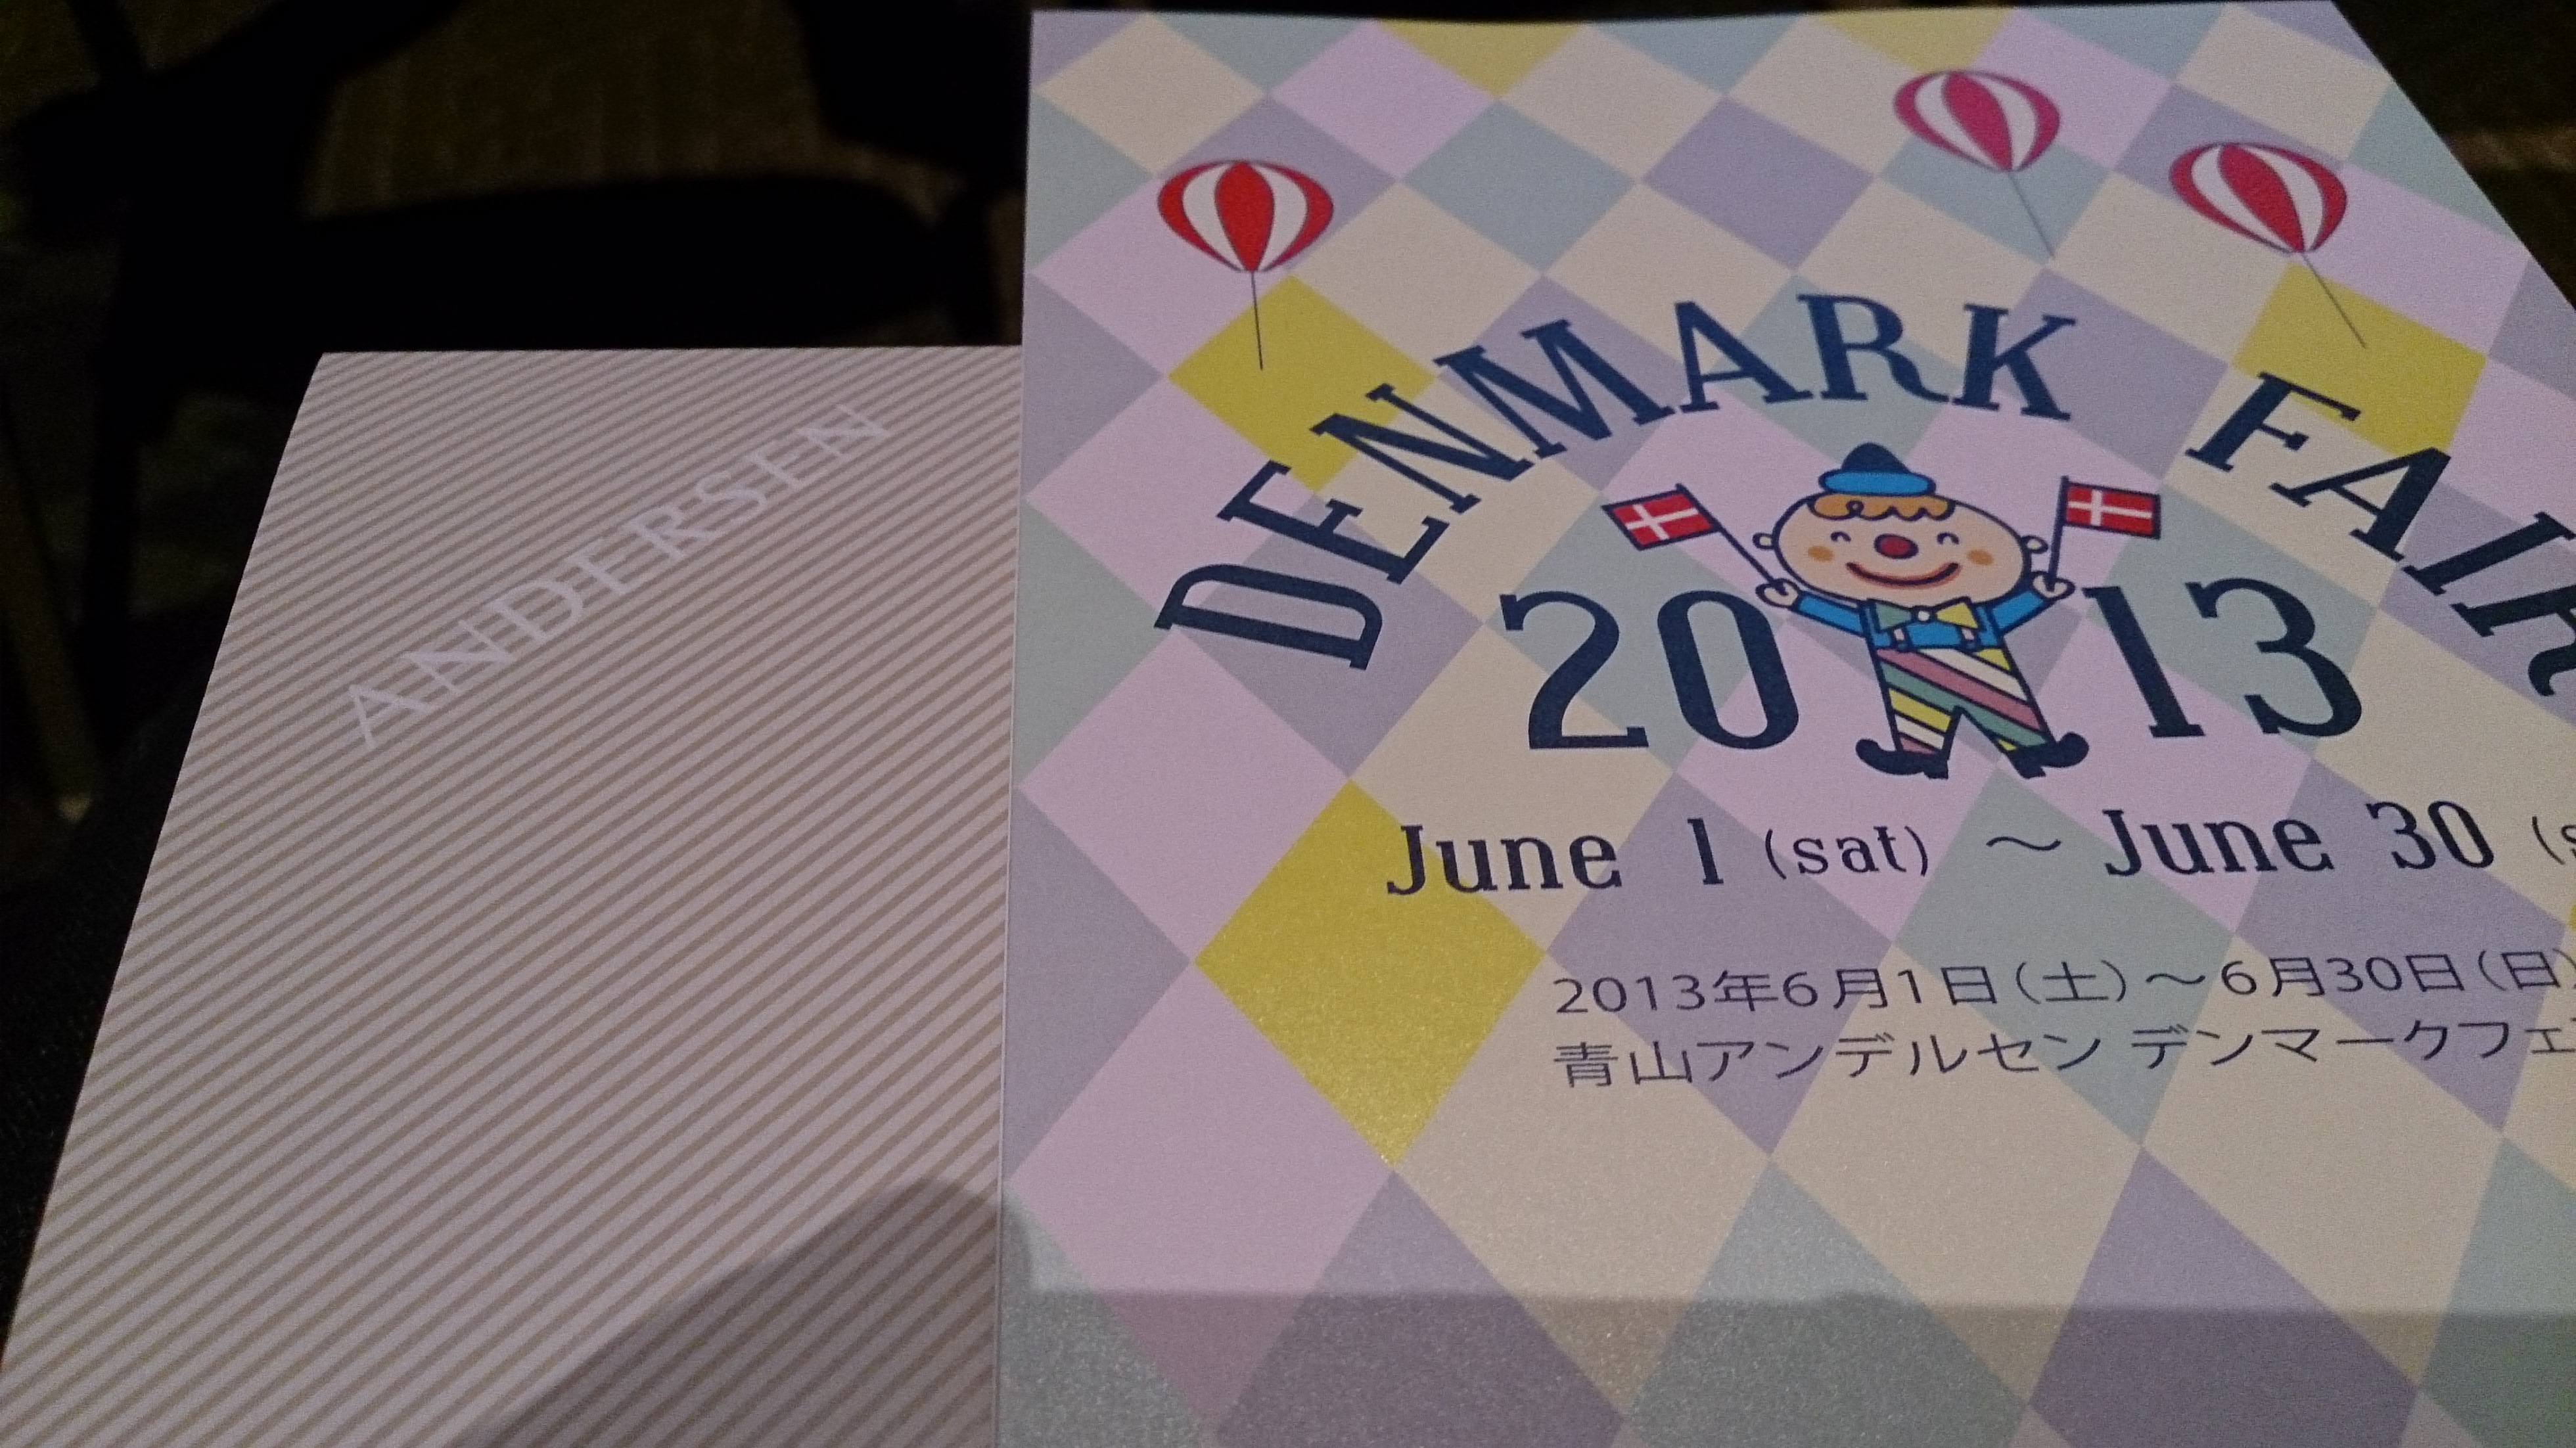 ANDERSEN
DENMARK FAIR
2013
June 1 (sat) ～ June 30
2013年6月1日(土)～6月30日(日)
青山アンデルセン デンマークフェ